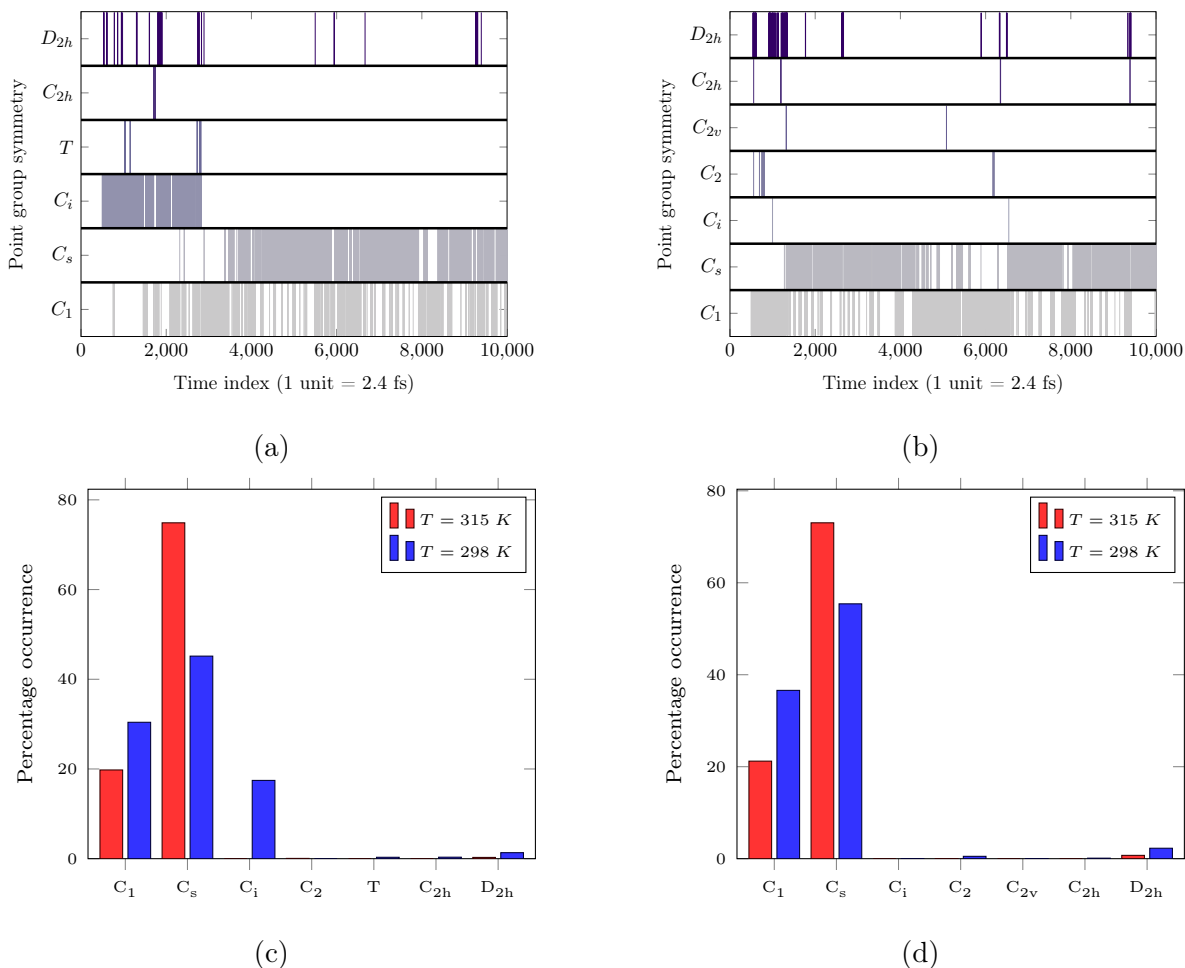 D2h
C2h
T
Ci
Cs
C1
Point group symmetry
0 2,000 4,000 6,000 8,000 10,000
Time index (1 unit = 2.4 fs)
(a)
D2h
C2h
C2v
C2
Ci
Cs
C1
Point group symmetry
0 2,000 4,000 6,000 8,000 10,000
Time index (1 unit = 2.4 fs)
(b)
80
60
40
20
0
Percentage occurrence
T = 315 K
T = 298 K
C1 Cs Ci C2 T C2h D2h
(c)
80
60
40
20
0
Percentage occurrence
T = 315 K
T = 298 K
C1 Cs Ci C2 C2v C2h D2h
(d)